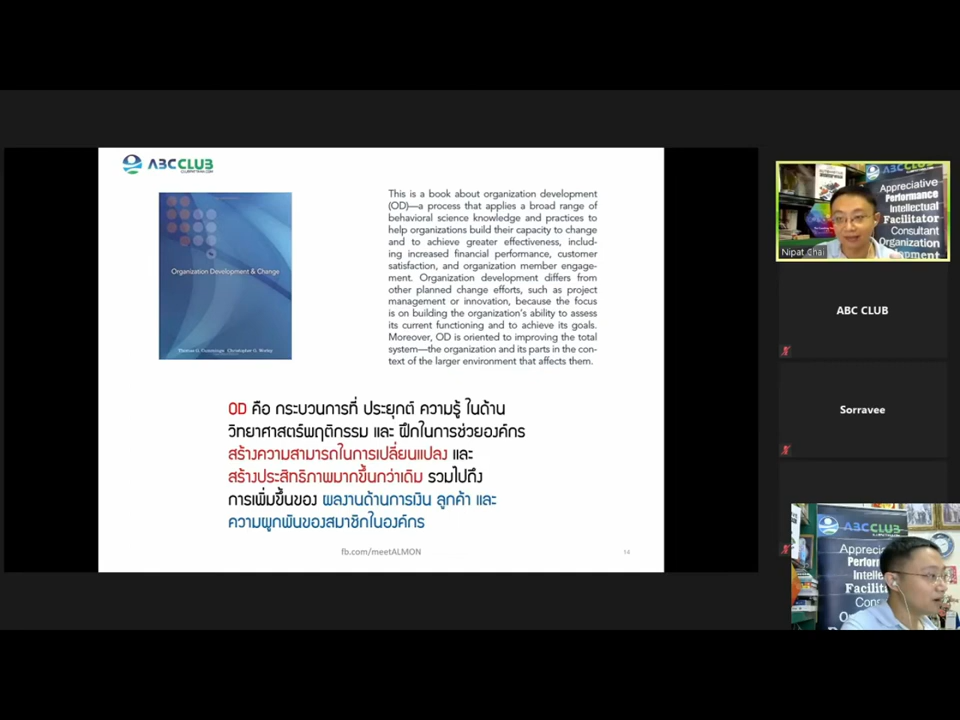 ABC CLUB
Organization Development & Change
Thomas G. Cummings Christopher G. Worley
This is a book about organization development
(OD)—a process that applies a broad range of
behavioral science knowledge and practices to
help organizations build their capacity to change
and to achieve greater effectiveness, includ-
ing increased financial performance, customer
satisfaction, and organization member engage-
ment. Organization development differs from
other planned change efforts, such as project
management or innovation, because the focus
is on building the organization's ability to assess
its current functioning and to achieve its goals.
Moreover, OD is oriented to improving the total
system—the organization and its parts in the con-
text of the larger environment that affects them.
OD คือ กระบวนการที่ ประยุกต์ ความรู้ ในด้าน
วิทยาศาสตร์พฤติกรรม และ ฝึกในการช่วยองค์กร
สร้างความสามารถในการเปลี่ยนแปลง และ
สร้างประสิทธิภาพมากขึ้นกว่าเดิม รวมไปถึง
การเพิ่มขึ้นของ ผลงานด้านการเงิน ลูกค้า และ
ความผูกพันของสมาชิกในองค์กร
fb.com/meetALMON
14
ABC CLUB
Appreciative
Performance
Intellectual
Facilitator
Consultant
Organization
Nipat Chai
ABC CLUB
Sorravee
ABC CLUB
Apprecia
Perform
Intelle
Facilit
Cons